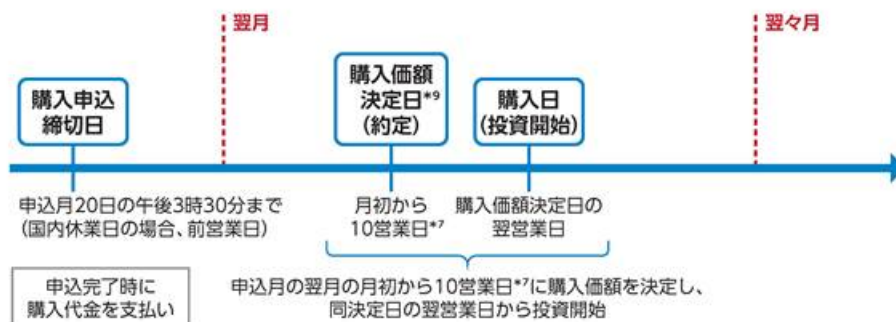 翌月
翌々月
購入申込
締切日
購入価額
決定日*9
(約定)
購入日
(投資開始)
申込月20日の午後3時30分まで
(国内休業日の場合、前営業日)
月初から
10営業日*7
購入価額決定日の
翌営業日
申込完了時に
購入代金を支払い
申込月の翌月の月初から10営業日*7に購入価額を決定し、
同決定日の翌営業日から投資開始